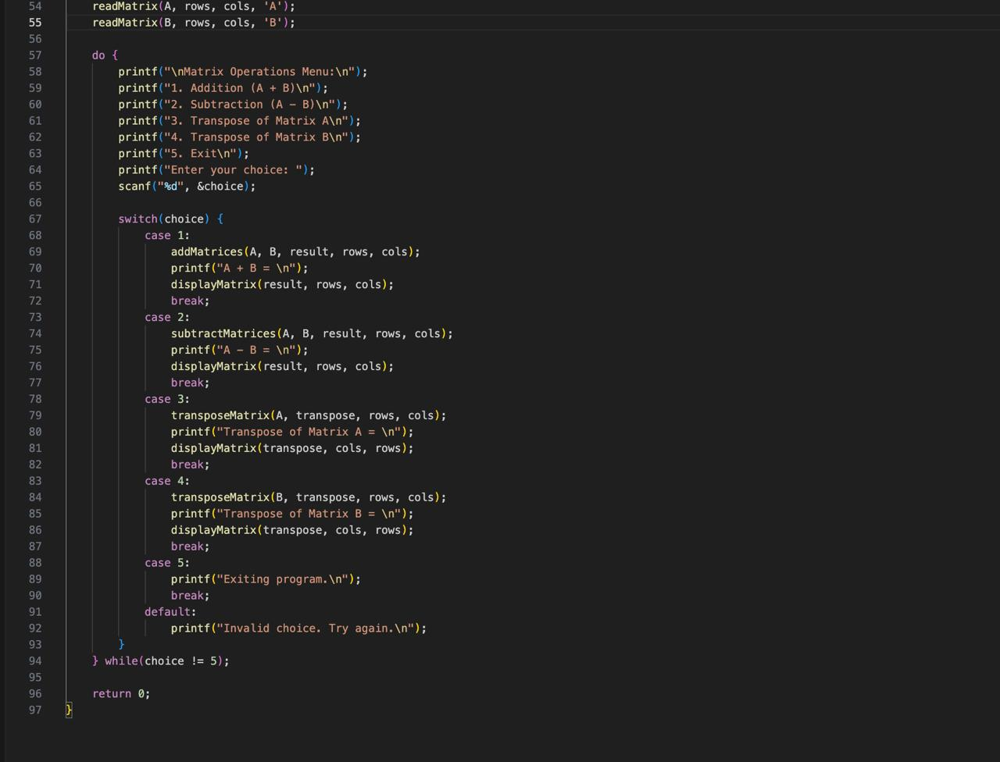 54 readMatrix(A, rows, cols, 'A');
55 readMatrix(B, rows, cols, 'B');
56
57 do {
58 printf("\nMatrix Operations Menu:\n");
59 printf("1. Addition (A + B)\n");
60 printf("2. Subtraction (A - B)\n");
61 printf("3. Transpose of Matrix A\n");
62 printf("4. Transpose of Matrix B\n");
63 printf("5. Exit\n");
64 printf("Enter your choice: ");
65 scanf("%d", &choice);
66
67 switch(choice) {
68 case 1:
69 addMatrices(A, B, result, rows, cols);
70 printf("A + B = \n");
71 displayMatrix(result, rows, cols);
72 break;
73 case 2:
74 subtractMatrices(A, B, result, rows, cols);
75 printf("A - B = \n");
76 displayMatrix(result, rows, cols);
77 break;
78 case 3:
79 transposeMatrix(A, transpose, rows, cols);
80 printf("Transpose of Matrix A = \n");
81 displayMatrix(transpose, cols, rows);
82 break;
83 case 4:
84 transposeMatrix(B, transpose, rows, cols);
85 printf("Transpose of Matrix B = \n");
86 displayMatrix(transpose, cols, rows);
87 break;
88 case 5:
89 printf("Exiting program.\n");
90 break;
91 default:
92 printf("Invalid choice. Try again.\n");
93 }
94 } while(choice != 5);
95
96 return 0;
97 }